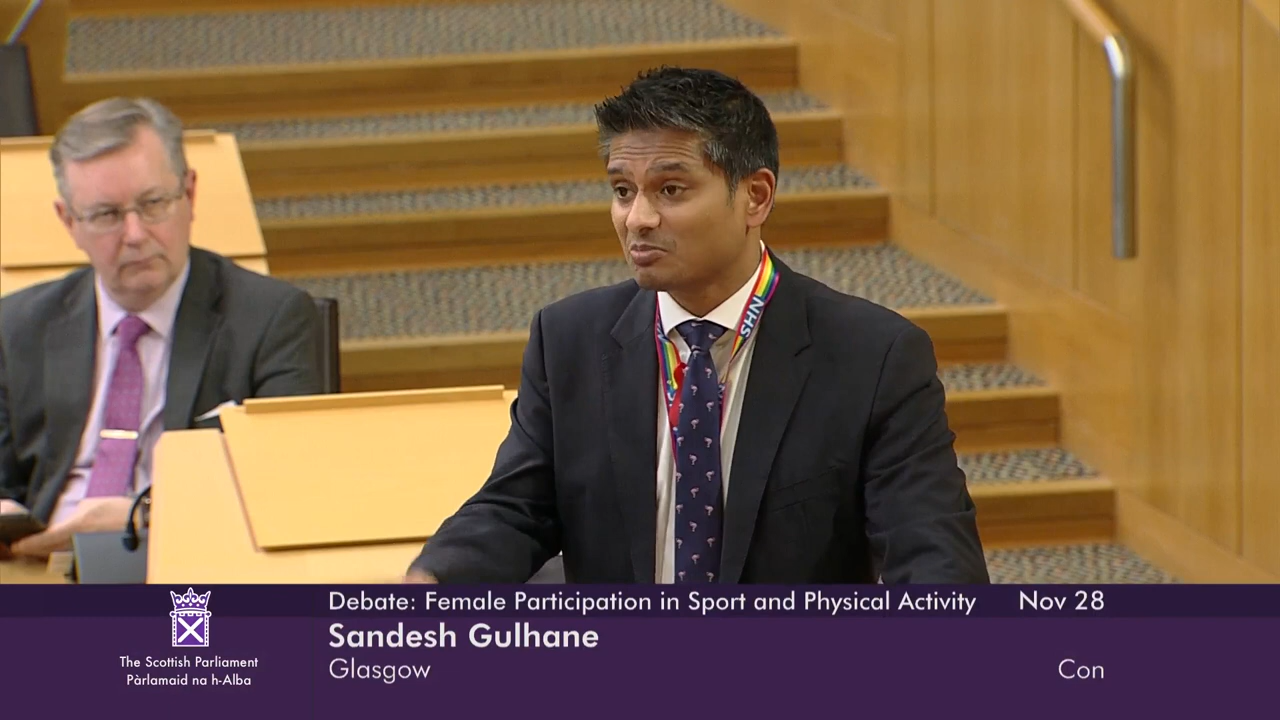 NHS
Debate: Female Participation in Sport and Physical Activity Nov 28
Sandesh Gulhane
Glasgow Con
The Scottish Parliament
Pàrlamaid na h-Alba